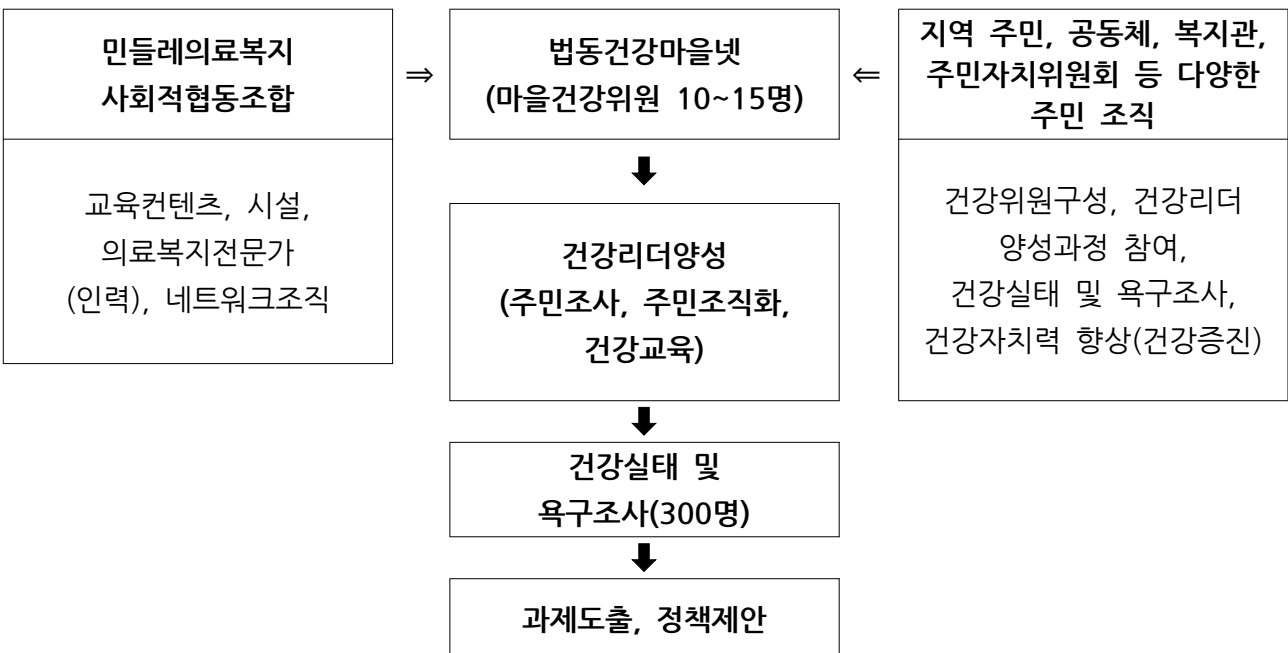 민들레의료복지
사회적협동조합
⇒
법동건강마을넷
(마을건강위원 10~15명)
⇐
지역 주민, 공동체, 복지관,
주민자치위원회 등 다양한
주민 조직
교육컨텐츠, 시설,
의료복지전문가
(인력), 네트워크조직
건강위원구성, 건강리더
양성과정 참여,
건강실태 및 욕구조사,
건강자치력 향상(건강증진)
건강리더양성
(주민조사, 주민조직화,
건강교육)
건강실태 및
욕구조사(300명)
과제도출, 정책제안